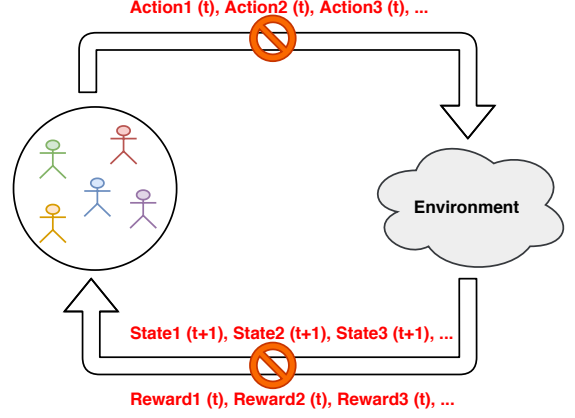 Action1 (t), Action2 (t), Action3 (t), ...
Environment
State1 (t+1), State2 (t+1), State3 (t+1), ...
Reward1 (t), Reward2 (t), Reward3 (t), ...